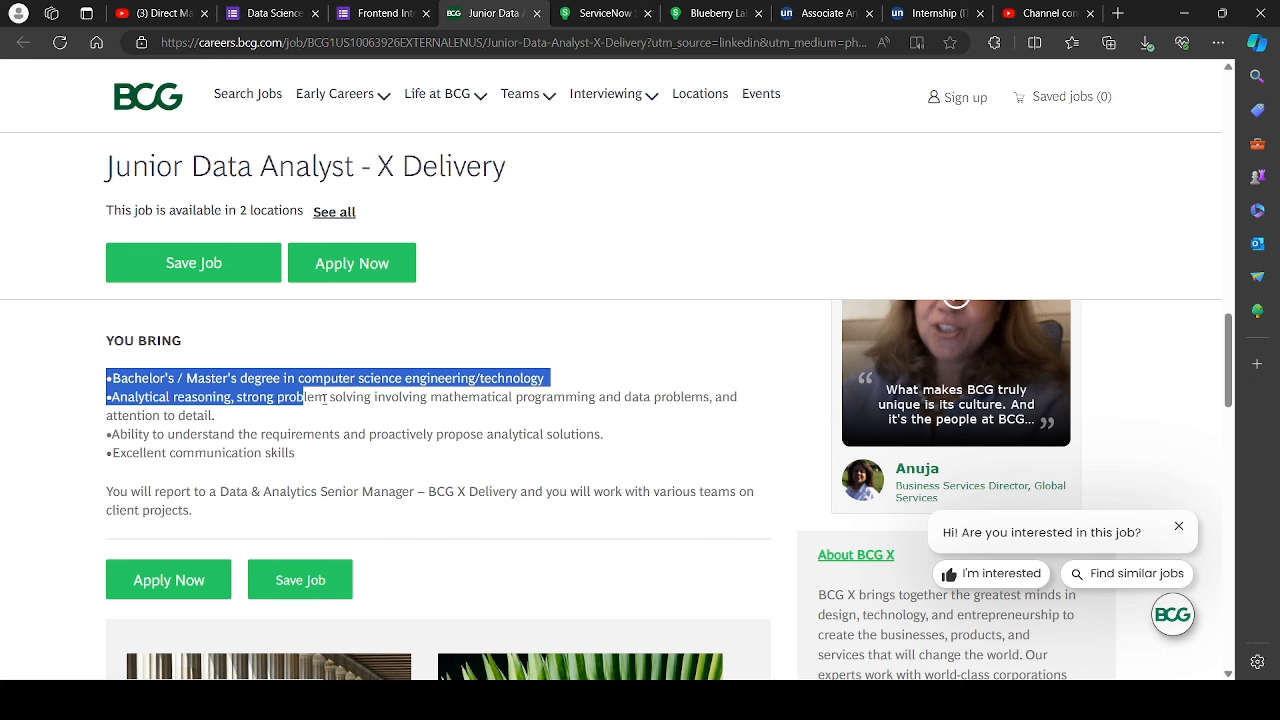 (3) Direct Ma
Data Science
Frontend Int
Junior Data A
ServiceNow S
Blueberry La
Associate An
Internship (IT
Channel con
https://careers.bcg.com/job/BCG1US10063926EXTERNALENUS/Junior-Data-Analyst-X-Delivery?utm_source=linkedin&utm_medium=ph...
BCG
Search Jobs
Early Careers
Life at BCG
Teams
Interviewing
Locations
Events
Sign up
Saved jobs (0)
Junior Data Analyst - X Delivery
This job is available in 2 locations See all
Save Job
Apply Now
YOU BRING
•Bachelor's / Master's degree in computer science engineering/technology
•Analytical reasoning, strong problem solving involving mathematical programming and data problems, and
attention to detail.
•Ability to understand the requirements and proactively propose analytical solutions.
•Excellent communication skills
You will report to a Data & Analytics Senior Manager – BCG X Delivery and you will work with various teams on
client projects.
Apply Now
Save Job
“ What makes BCG truly
unique is its culture. And
it's the people at BCG... ”
Anuja
Business Services Director, Global
Services
Hi! Are you interested in this job?
I'm interested
Find similar jobs
BCG
About BCG X
BCG X brings together the greatest minds in
design, technology, and entrepreneurship to
create the businesses, products, and
services that will change the world. Our
experts work with world-class corporations